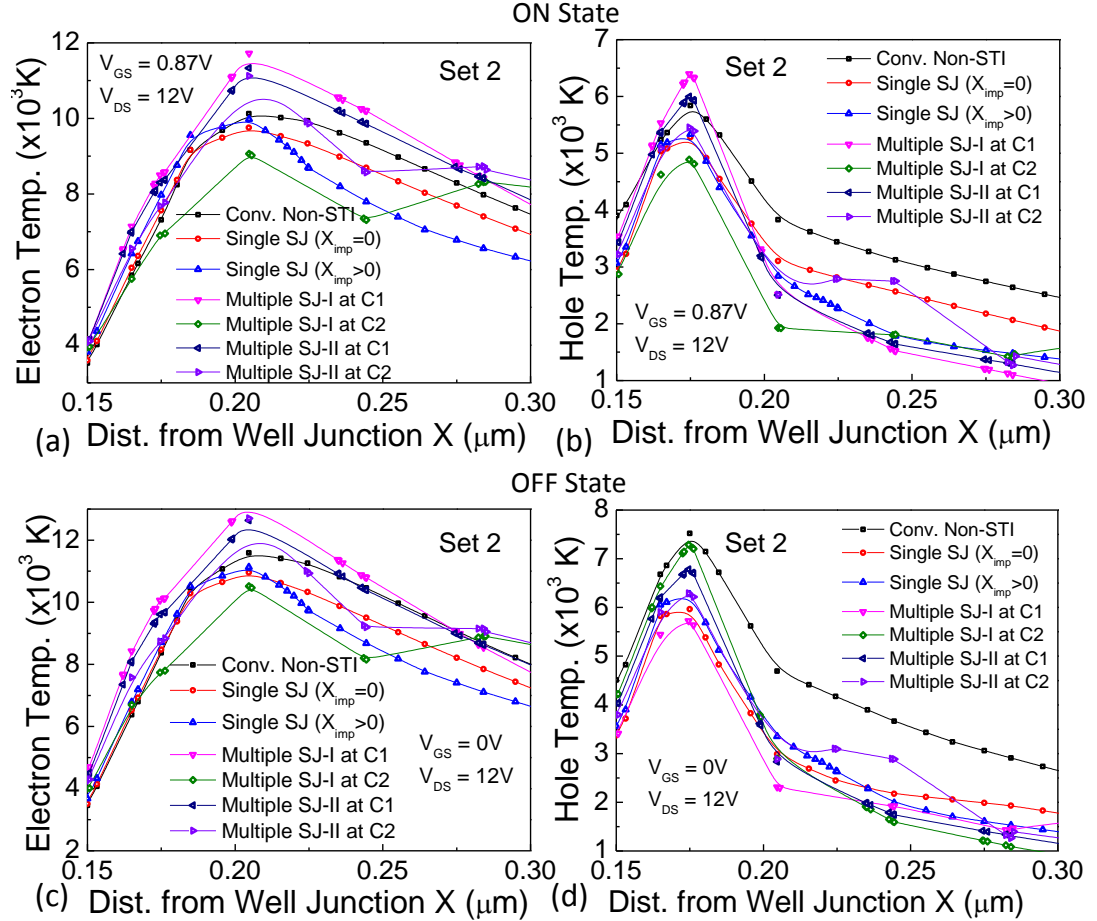 ON State
Electron Temp. (x10³ K)
12
10
8
6
4
V_GS = 0.87V
V_DS = 12V
Set 2
Conv. Non-STI
Single SJ (X_imp=0)
Single SJ (X_imp>0)
Multiple SJ-I at C1
Multiple SJ-I at C2
Multiple SJ-II at C1
Multiple SJ-II at C2
0.15 0.20 0.25 0.30
(a) Dist. from Well Junction X (μm)
Hole Temp. (x10³ K)
7
6
5
4
3
2
1
Set 2
Conv. Non-STI
Single SJ (X_imp=0)
Single SJ (X_imp>0)
Multiple SJ-I at C1
Multiple SJ-I at C2
Multiple SJ-II at C1
Multiple SJ-II at C2
V_GS = 0.87V
V_DS = 12V
0.15 0.20 0.25 0.30
(b) Dist. from Well Junction X (μm)
OFF State
Electron Temp. (x10³ K)
12
10
8
6
4
2
Set 2
Conv. Non-STI
Single SJ (X_imp=0)
Single SJ (X_imp>0)
Multiple SJ-I at C1
Multiple SJ-I at C2
Multiple SJ-II at C1
Multiple SJ-II at C2
V_GS = 0V
V_DS = 12V
0.15 0.20 0.25 0.30
(c) Dist. from Well Junction X (μm)
Hole Temp. (x10³ K)
8
7
6
5
4
3
2
1
Set 2
Conv. Non-STI
Single SJ (X_imp=0)
Single SJ (X_imp>0)
Multiple SJ-I at C1
Multiple SJ-I at C2
Multiple SJ-II at C1
Multiple SJ-II at C2
V_GS = 0V
V_DS = 12V
0.15 0.20 0.25 0.30
(d) Dist. from Well Junction X (μm)